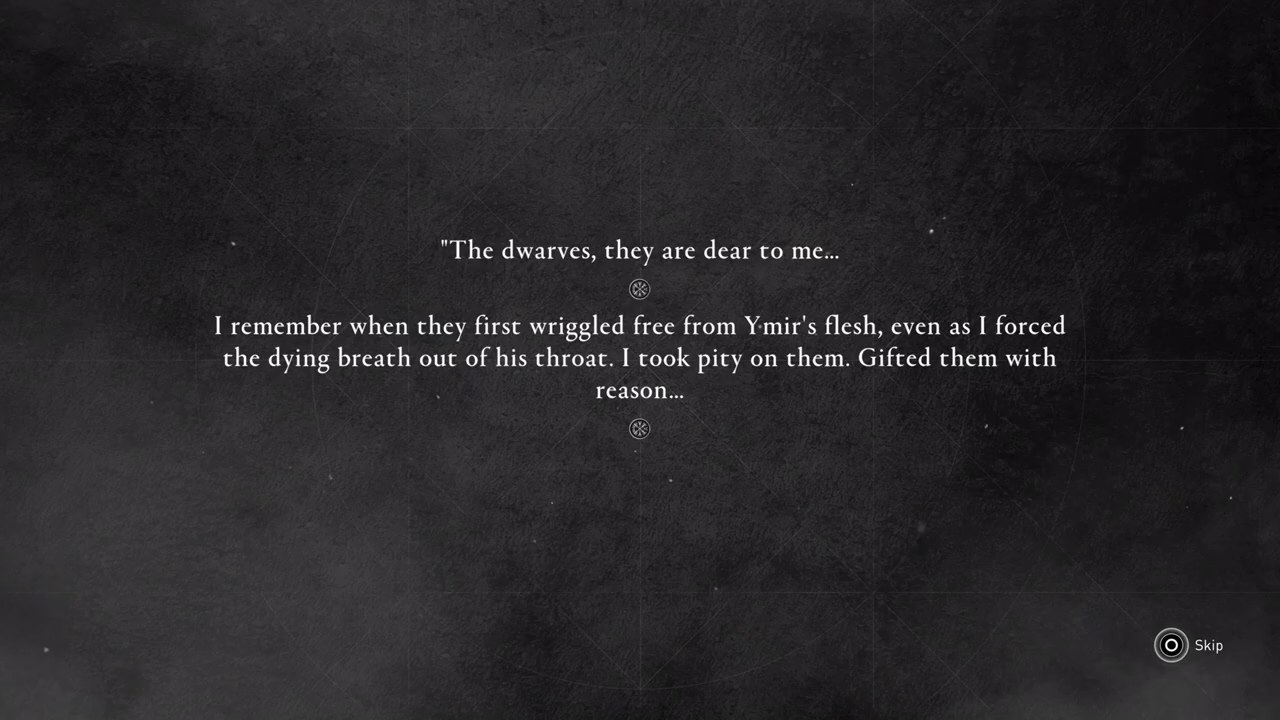 "The dwarves, they are dear to me...
I remember when they first wriggled free from Ymir's flesh, even as I forced
the dying breath out of his throat. I took pity on them. Gifted them with
reason...
Skip